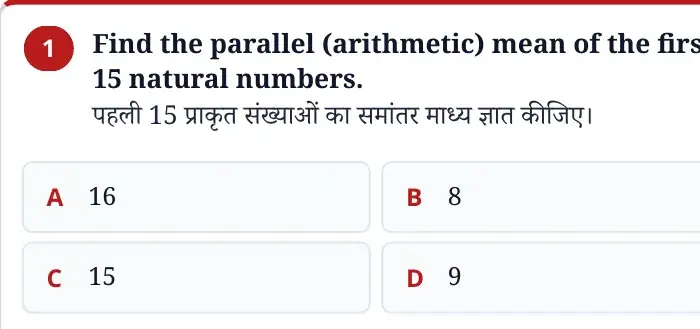 1 Find the parallel (arithmetic) mean of the firs
15 natural numbers.
पहली 15 प्राकृत संख्याओं का समांतर माध्य ज्ञात कीजिए।
A 16
B 8
C 15
D 9